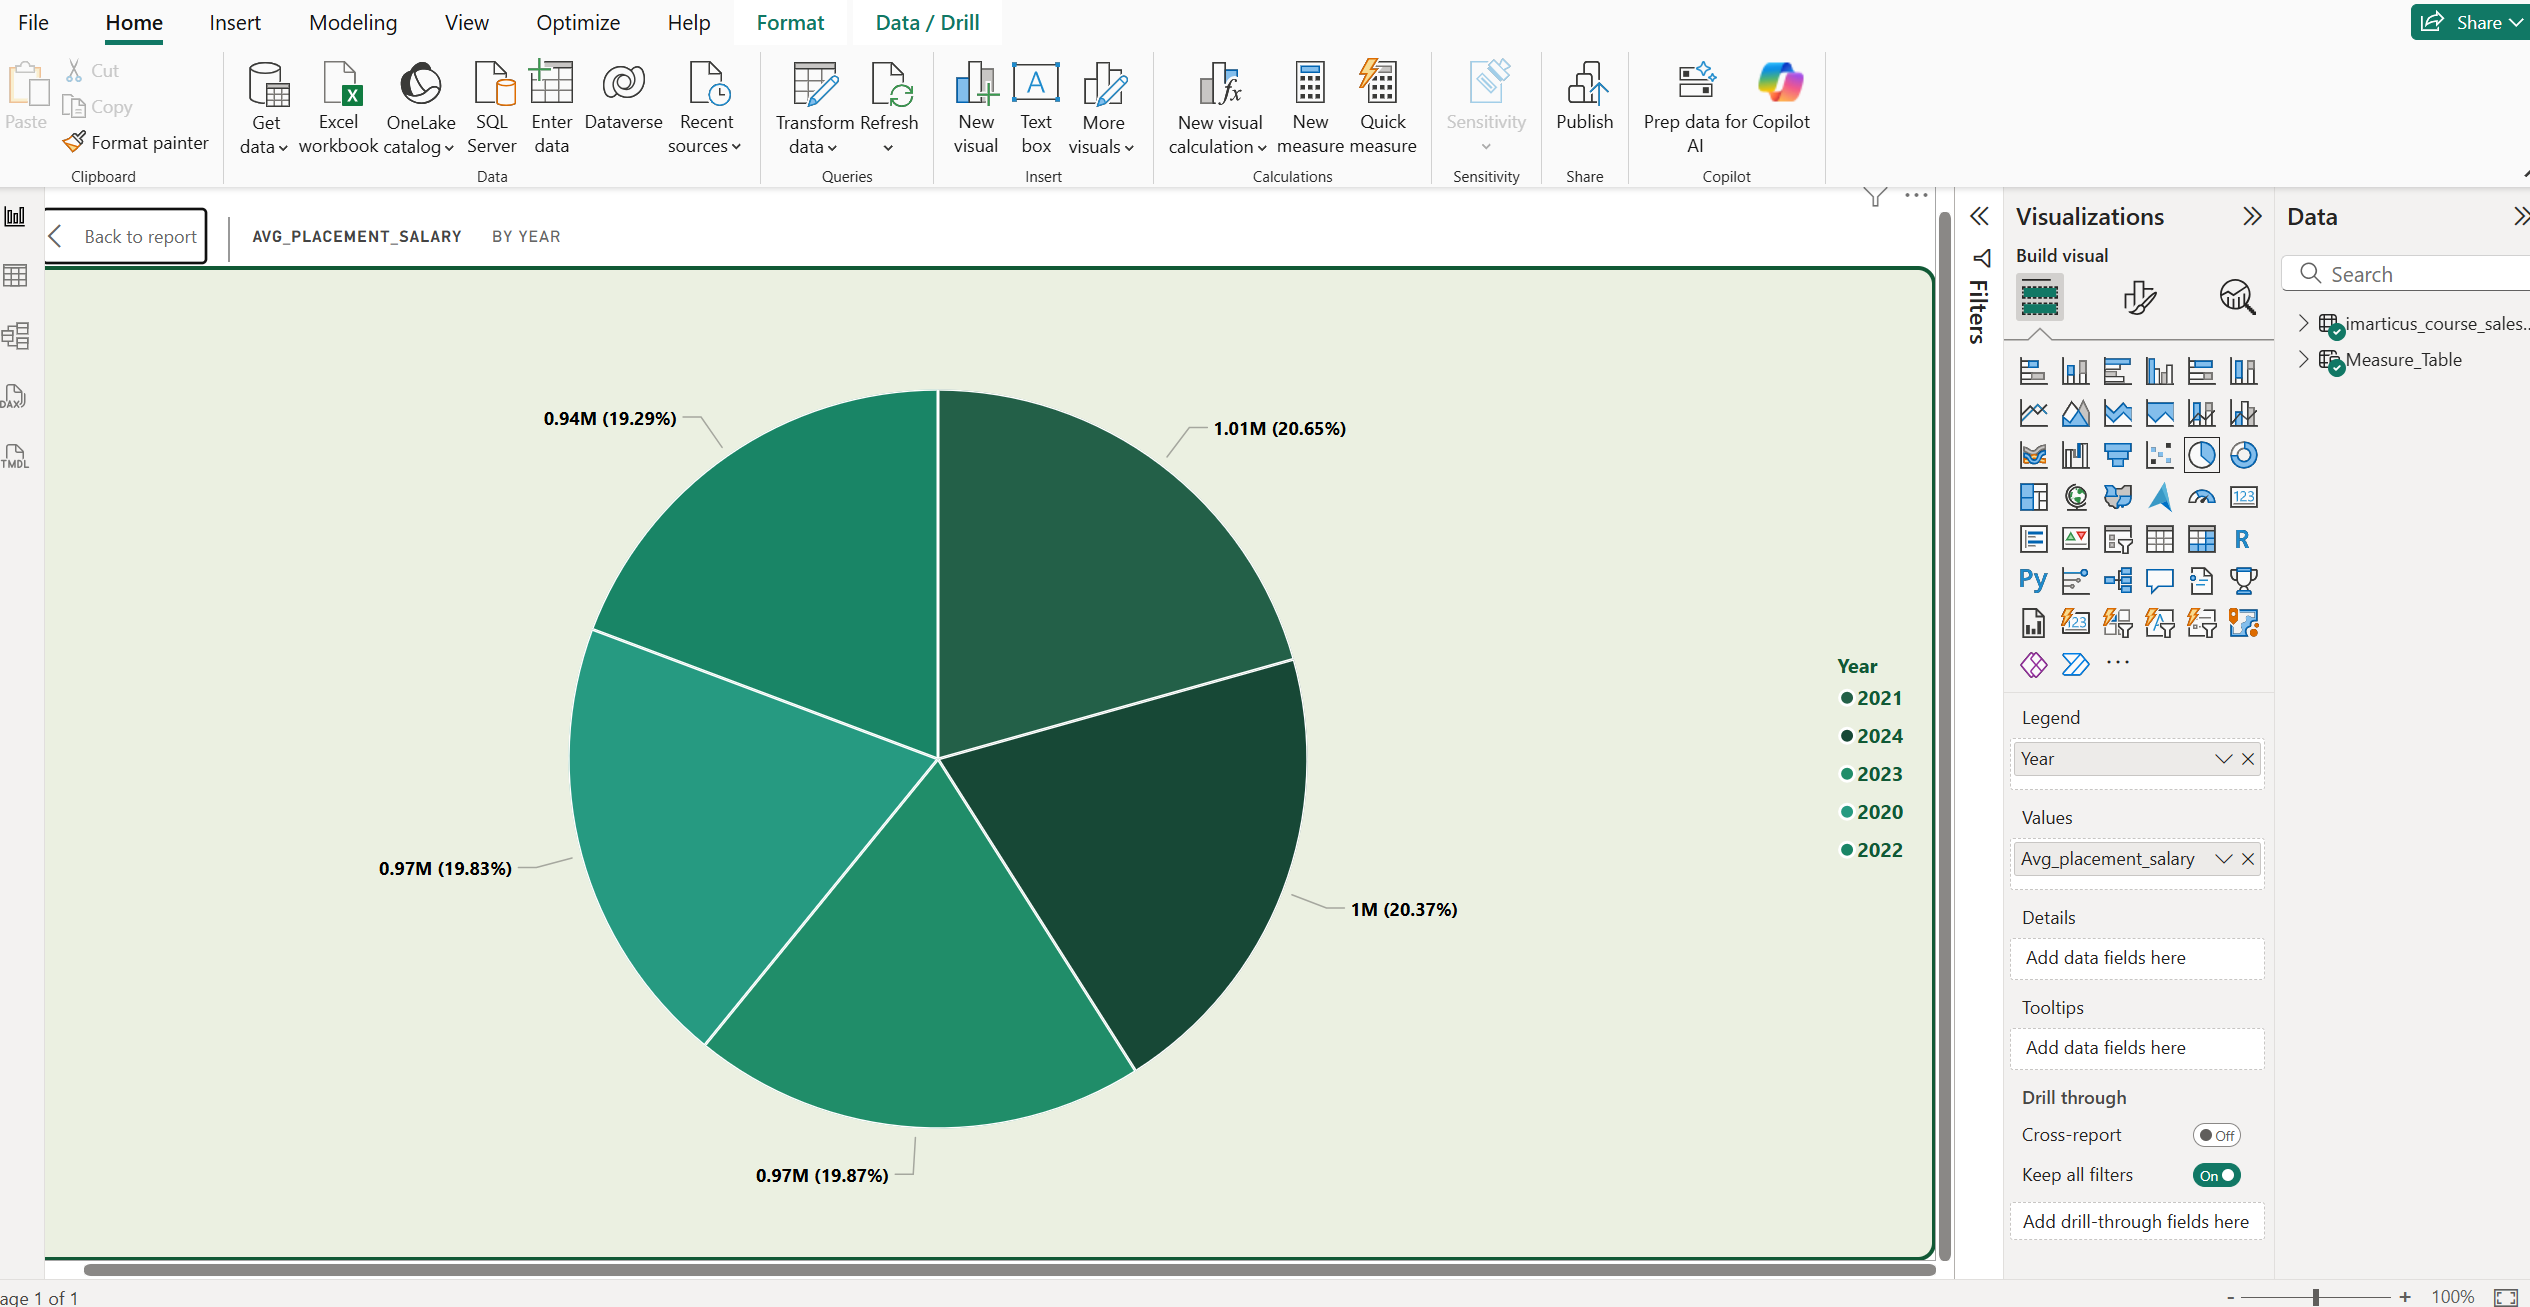 File Home Insert Modeling View Optimize Help Format Data / Drill Share
Paste
Cut
Copy
Format painter
Clipboard
Get data
Excel workbook
OneLake catalog
SQL Server
Enter data
Dataverse
Recent sources
Data
Transform data
Refresh
Queries
New visual
Text box
More visuals
Insert
New visual calculation
New measure
Quick measure
Calculations
Sensitivity
Sensitivity
Publish
Share
Prep data for AI
Copilot
Copilot
DAX
TMDL
Back to report
AVG_PLACEMENT_SALARY BY YEAR
0.94M (19.29%)
1.01M (20.65%)
0.97M (19.83%)
1M (20.37%)
0.97M (19.87%)
Year
2021
2024
2023
2020
2022
Filters
Visualizations
Build visual
123
R
Py
123
Legend
Year
Values
Avg_placement_salary
Details
Add data fields here
Tooltips
Add data fields here
Drill through
Cross-report Off
Keep all filters On
Add drill-through fields here
Data
Search
imarticus_course_sales...
Measure_Table
age 1 of 1
- + 100%